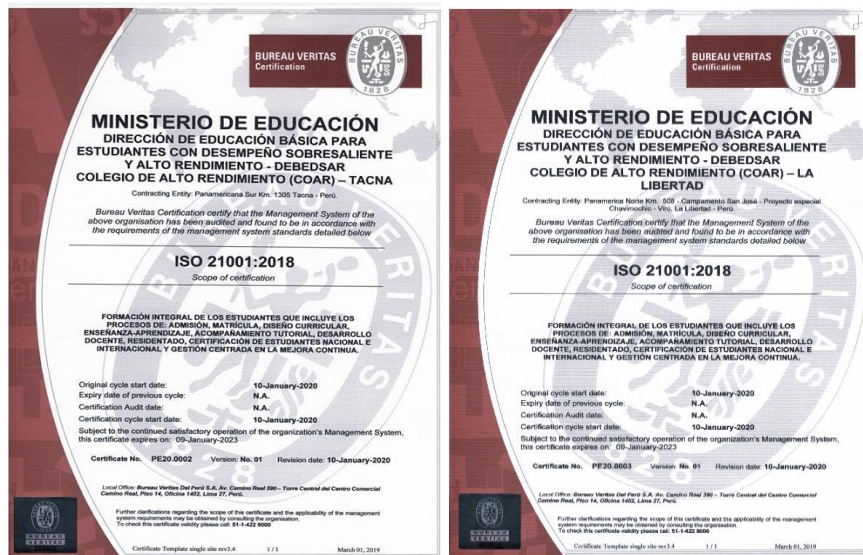 BUREAU VERITAS
Certification
BUREAU VERITAS
1828
MINISTERIO DE EDUCACIÓN
DIRECCIÓN DE EDUCACIÓN BÁSICA PARA
ESTUDIANTES CON DESEMPEÑO SOBRESALIENTE
Y ALTO RENDIMIENTO - DEBEDSAR
COLEGIO DE ALTO RENDIMIENTO (COAR) – TACNA
Contracting Entity: Panamericana Sur Km. 1305 Tacna - Perú.
Bureau Veritas Certification certify that the Management System of the
above organisation has been audited and found to be in accordance with
the requirements of the management system standards detailed below
ISO 21001:2018
Scope of certification
FORMACIÓN INTEGRAL DE LOS ESTUDIANTES QUE INCLUYE LOS
PROCESOS DE: ADMISIÓN, MATRÍCULA, DISEÑO CURRICULAR,
ENSEÑANZA-APRENDIZAJE, ACOMPAÑAMIENTO TUTORIAL, DESARROLLO
DOCENTE, RESIDENTADO, CERTIFICACIÓN DE ESTUDIANTES NACIONAL E
INTERNACIONAL Y GESTIÓN CENTRADA EN LA MEJORA CONTINUA.
Original cycle start date: 10-January-2020
Expiry date of previous cycle: N.A.
Certification Audit date: N.A.
Certification cycle start date: 10-January-2020
Subject to the continued satisfactory operation of the organization's Management System,
this certificate expires on: 09-January-2023
Certificate No. PE20.0002 Version: No. 01 Revision date: 10-January-2020
Local Office: Bureau Veritas Del Perú S.A. Av. Camino Real 390 – Torre Central del Centro Comercial
Camino Real, Piso 14, Oficina 1402, Lima 27, Perú.
Further clarifications regarding the scope of this certificate and the applicability of the management
system requirements may be obtained by consulting the organisation.
To check this certificate validity please call: 51-1-422 9000
Certificate Template single site rev3.4 1/1 March 01, 2019
BUREAU VERITAS
Certification
BUREAU VERITAS
1828
MINISTERIO DE EDUCACIÓN
DIRECCIÓN DE EDUCACIÓN BÁSICA PARA
ESTUDIANTES CON DESEMPEÑO SOBRESALIENTE
Y ALTO RENDIMIENTO - DEBEDSAR
COLEGIO DE ALTO RENDIMIENTO (COAR) – LA
LIBERTAD
Contracting Entity: Panamerica Norte Km. 508 - Campamento San José - Proyecto especial
Chavimochic - Virú, La Libertad - Perú.
Bureau Veritas Certification certify that the Management System of the
above organisation has been audited and found to be in accordance with
the requirements of the management system standards detailed below
ISO 21001:2018
Scope of certification
FORMACIÓN INTEGRAL DE LOS ESTUDIANTES QUE INCLUYE LOS
PROCESOS DE: ADMISIÓN, MATRÍCULA, DISEÑO CURRICULAR,
ENSEÑANZA-APRENDIZAJE, ACOMPAÑAMIENTO TUTORIAL, DESARROLLO
DOCENTE, RESIDENTADO, CERTIFICACIÓN DE ESTUDIANTES NACIONAL E
INTERNACIONAL Y GESTIÓN CENTRADA EN LA MEJORA CONTINUA.
Original cycle start date: 10-January-2020
Expiry date of previous cycle: N.A.
Certification Audit date: N.A.
Certification cycle start date: 10-January-2020
Subject to the continued satisfactory operation of the organization's Management System,
this certificate expires on: 09-January-2023
Certificate No. PE20.0003 Version: No. 01 Revision date: 10-January-2020
Local Office: Bureau Veritas Del Perú S.A. Av. Camino Real 390 – Torre Central del Centro Comercial
Camino Real, Piso 14, Oficina 1402, Lima 27, Perú.
Further clarifications regarding the scope of this certificate and the applicability of the management
system requirements may be obtained by consulting the organisation.
To check this certificate validity please call: 51-1-422 9000
Certificate Template single site rev3.4 1/1 March 01, 2019